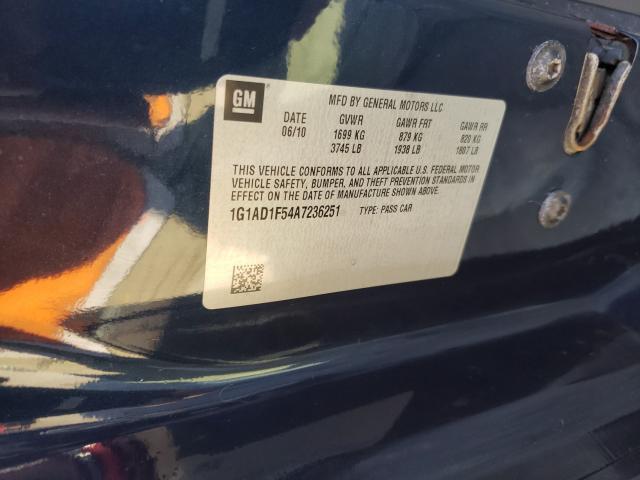 GM
MFD BY GENERAL MOTORS LLC
DATE GVWR GAWR FRT GAWR RR
06/10 1699 KG 879 KG 820 KG
3745 LB 1938 LB 1807 LB
THIS VEHICLE CONFORMS TO ALL APPLICABLE U.S. FEDERAL MOTOR
VEHICLE SAFETY, BUMPER, AND THEFT PREVENTION STANDARDS IN
EFFECT ON THE DATE OF MANUFACTURE SHOWN ABOVE.
1G1AD1F54A7236251 TYPE: PASS CAR